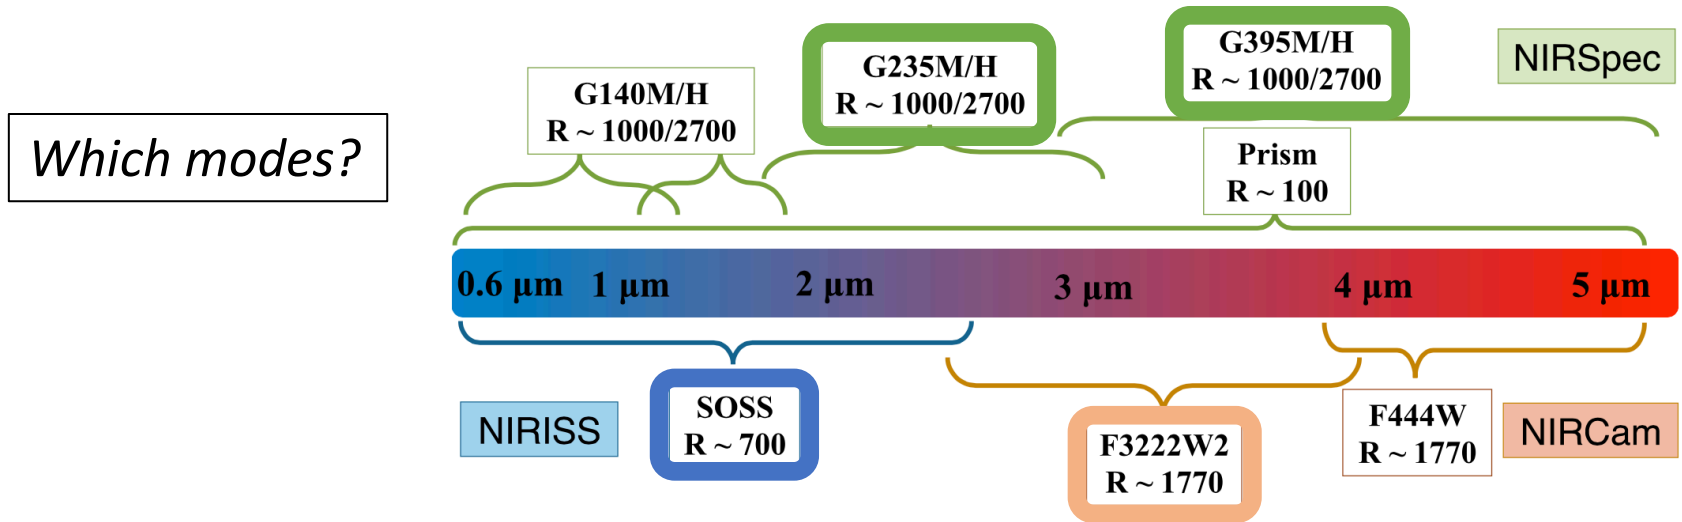 G395M/H
R ~ 1000/2700
NIRSpec
G235M/H
R ~ 1000/2700
G140M/H
R ~ 1000/2700
Which modes?
Prism
R ~ 100
0.6 μm 1 μm 2 μm 3 μm 4 μm 5 μm
NIRISS
SOSS
R ~ 700
F3222W2
R ~ 1770
F444W
R ~ 1770
NIRCam